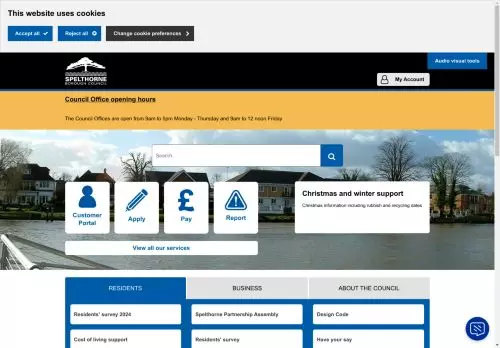 This website uses cookies
Accept all
Reject all
Change cookie preferences
Audio visual tools
SPELTHORNE
BOROUGH COUNCIL
My Account
Council Office opening hours
The Council Offices are open from 9am to 5pm Monday - Thursday and 9am to 12 noon Friday
Search.
Customer
Portal
Apply
Pay
Report
Christmas and winter support
Christmas information including rubbish and recycling dates
View all our services
RESIDENTS
BUSINESS
ABOUT THE COUNCIL
Residents' survey 2024
Spelthorne Partnership Assembly
Design Code
Cost of living support
Residents' survey
Have your say